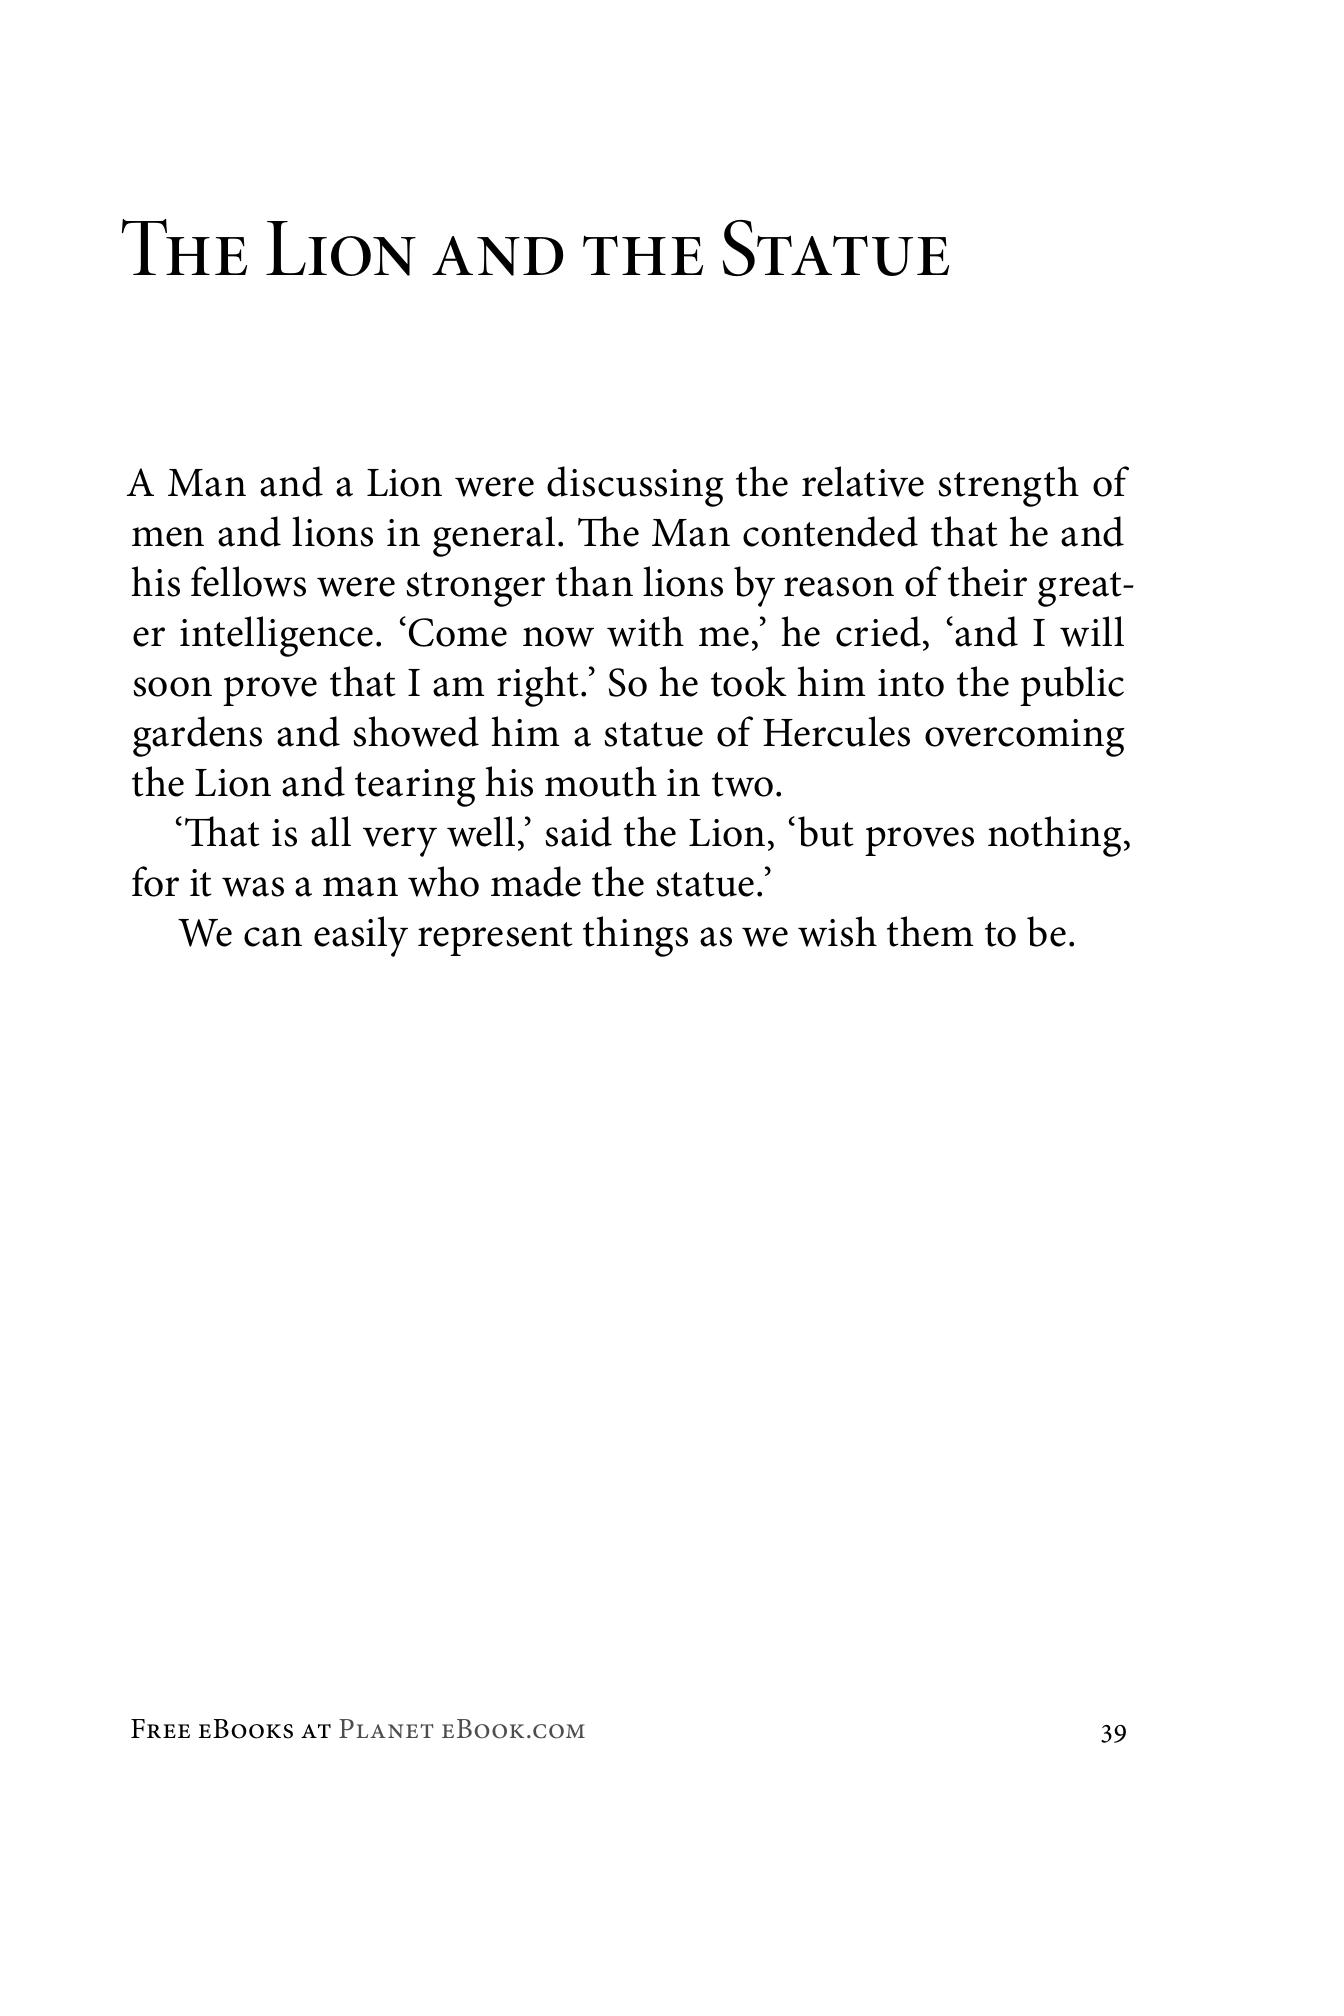 The Lion and the Statue
A Man and a Lion were discussing the relative strength of
men and lions in general. The Man contended that he and
his fellows were stronger than lions by reason of their great-
er intelligence. ‘Come now with me,’ he cried, ‘and I will
soon prove that I am right.’ So he took him into the public
gardens and showed him a statue of Hercules overcoming
the Lion and tearing his mouth in two.
‘That is all very well,’ said the Lion, ‘but proves nothing,
for it was a man who made the statue.’
We can easily represent things as we wish them to be.
Free eBooks at Planet eBook.com 39